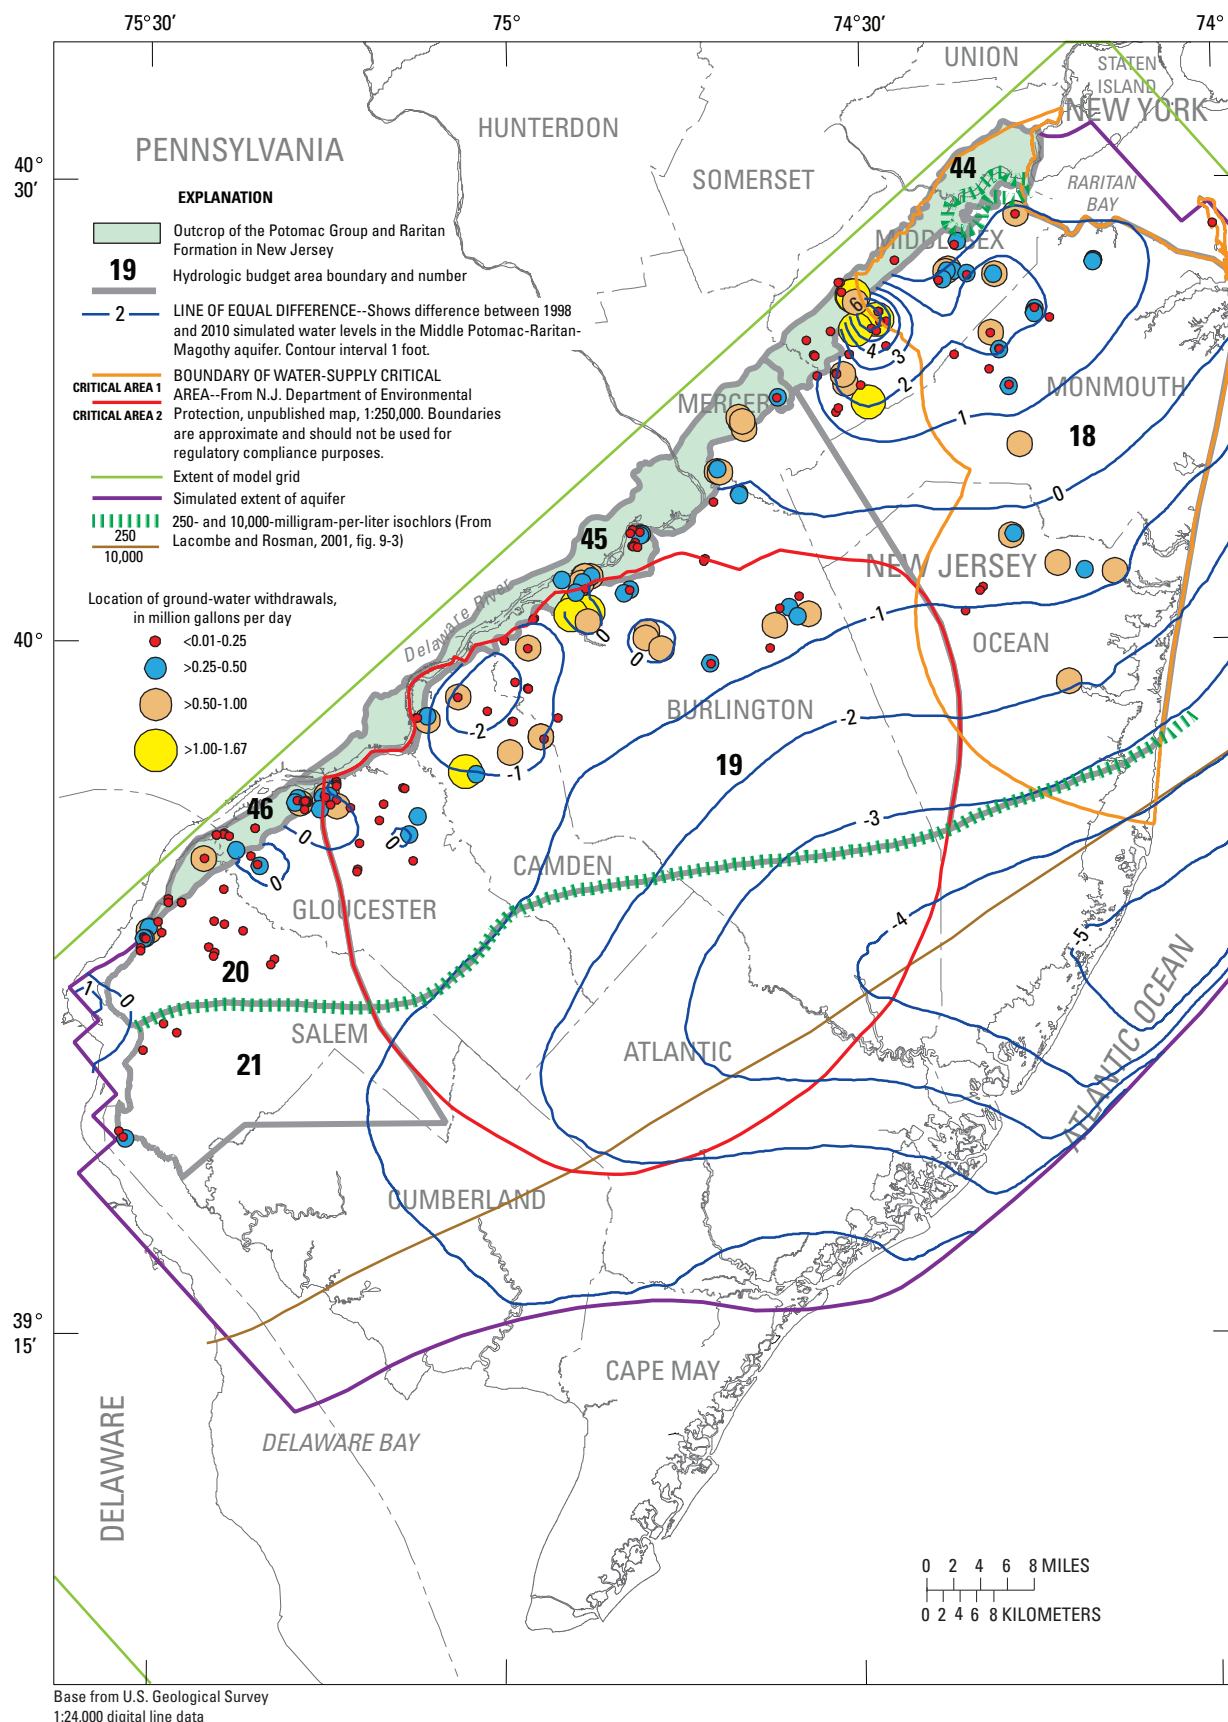 75°30'
75°
74°30'
74°
UNION
STATEN
ISLAND
NEW YORK
HUNTERDON
PENNSYLVANIA
40°
30'
SOMERSET
44
RARITAN
BAY
MIDDLESEX
EXPLANATION
Outcrop of the Potomac Group and Raritan
Formation in New Jersey
19
Hydrologic budget area boundary and number
2
LINE OF EQUAL DIFFERENCE--Shows difference between 1998
and 2010 simulated water levels in the Middle Potomac-Raritan-
Magothy aquifer. Contour interval 1 foot.
CRITICAL AREA 1
CRITICAL AREA 2
BOUNDARY OF WATER-SUPPLY CRITICAL
AREA--From N.J. Department of Environmental
Protection, unpublished map, 1:250,000. Boundaries
are approximate and should not be used for
regulatory compliance purposes.
Extent of model grid
Simulated extent of aquifer
250
10,000
250- and 10,000-milligram-per-liter isochlors (From
Lacombe and Rosman, 2001, fig. 9-3)
Location of ground-water withdrawals,
in million gallons per day
<0.01-0.25
>0.25-0.50
>0.50-1.00
>1.00-1.67
6
4
3
2
1
MONMOUTH
MERCER
18
0
45
NEW JERSEY
-1
Delaware River
40°
0
0
OCEAN
BURLINGTON
-2
-2
19
-1
46
0
0
-3
CAMDEN
0
GLOUCESTER
-4
-5
20
1
0
SALEM
21
ATLANTIC
ATLANTIC OCEAN
CUMBERLAND
39°
15'
CAPE MAY
DELAWARE
DELAWARE BAY
0 2 4 6 8 MILES
0 2 4 6 8 KILOMETERS
Base from U.S. Geological Survey
1:24,000 digital line data